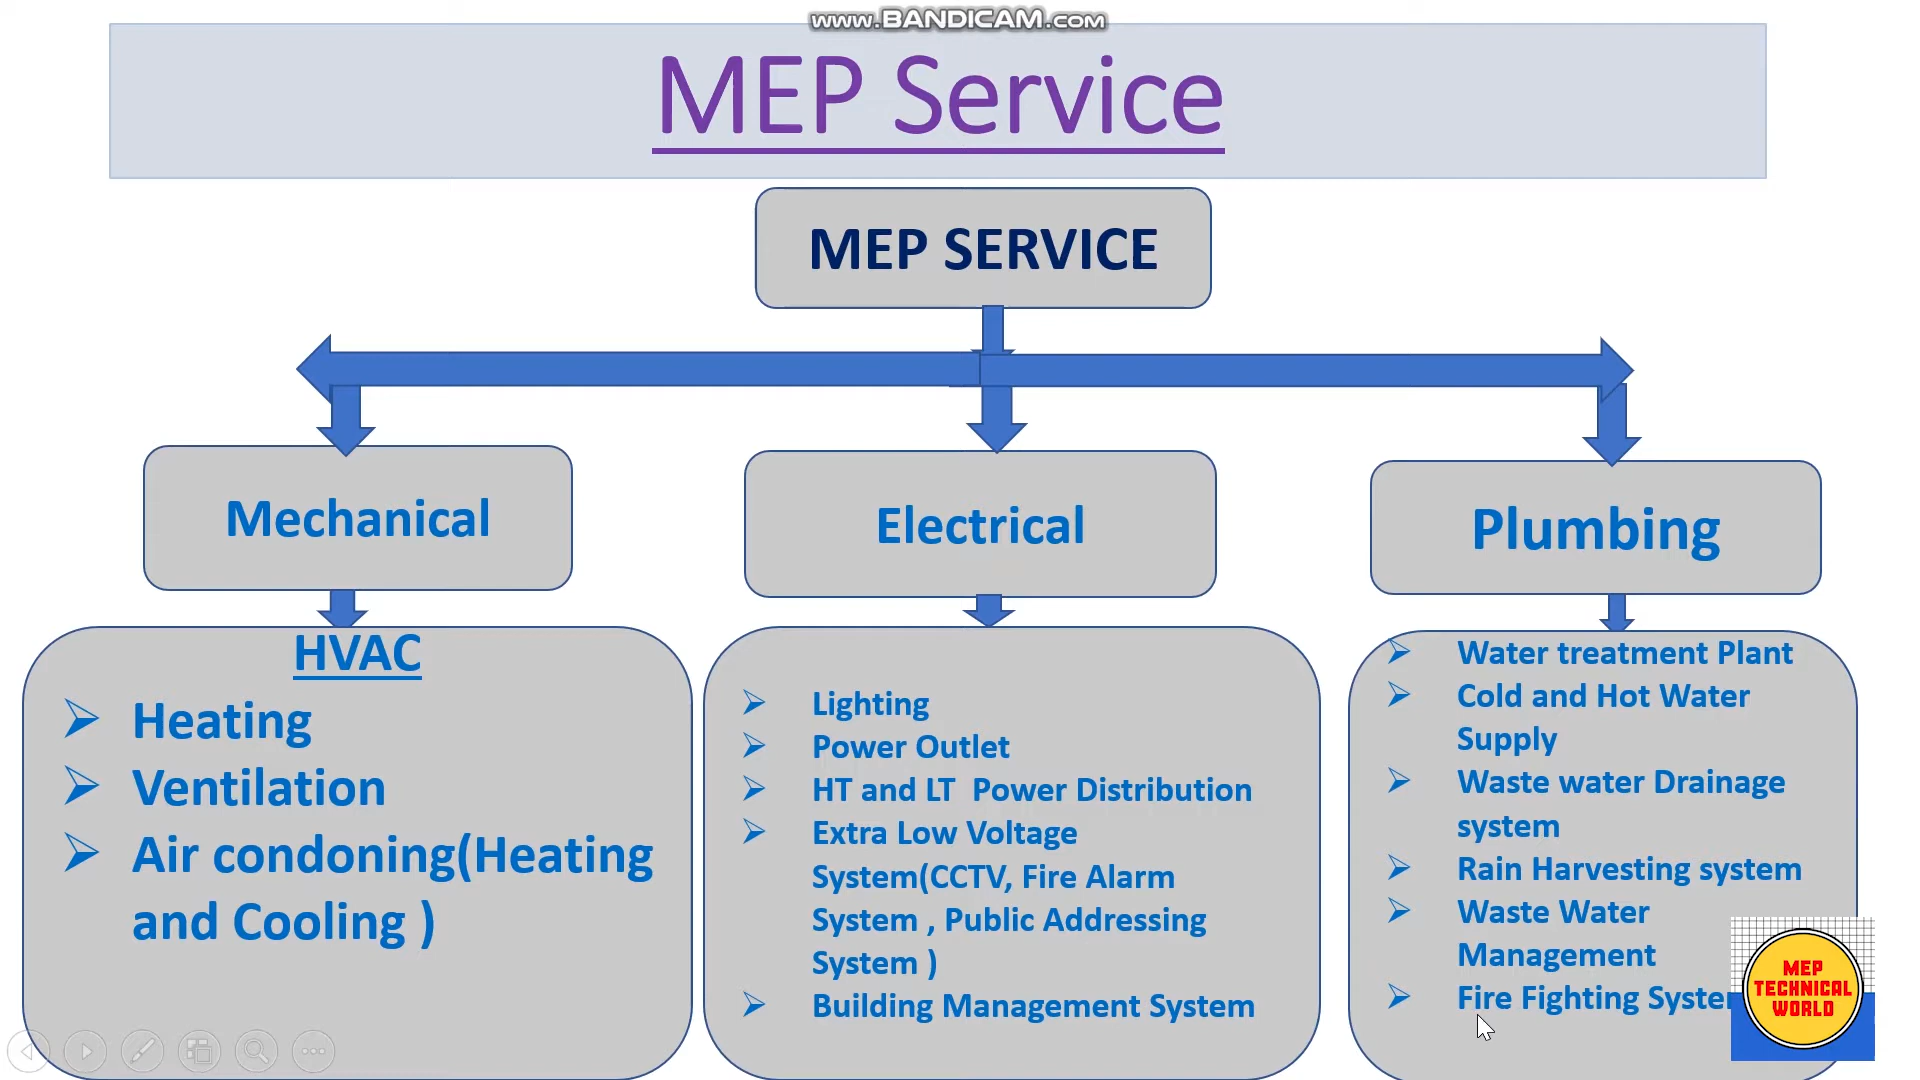 www.BANDICAM.com
MEP Service
MEP SERVICE
Mechanical
Electrical
Plumbing
HVAC
Heating
Ventilation
Air condoning(Heating
and Cooling )
Lighting
Power Outlet
HT and LT  Power Distribution
Extra Low Voltage
System(CCTV, Fire Alarm
System , Public Addressing
System )
Building Management System
Water treatment Plant
Cold and Hot Water
Supply
Waste water Drainage
system
Rain Harvesting system
Waste Water
Management
Fire Fighting
MEP
TECHNICAL
WORLD